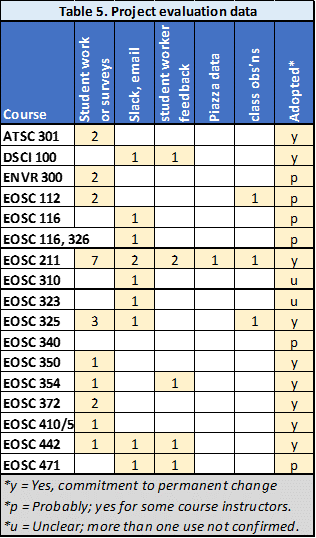 Table 5. Project evaluation data
Course Student work or surveys Slack, email student worker feedback Piazza data class obs'ns Adopted*
ATSC 301 2 y
DSCI 100 1 1 y
ENVR 300 2 p
EOSC 112 2 1 p
EOSC 116 1 p
EOSC 116, 326 1 p
EOSC 211 7 2 2 1 1 y
EOSC 310 1 u
EOSC 323 1 u
EOSC 325 3 1 1 y
EOSC 340 p
EOSC 350 1 y
EOSC 354 1 1 y
EOSC 372 2 y
EOSC 410/5 1 y
EOSC 442 1 1 1 y
EOSC 471 1 1 p
*y = Yes, commitment to permanent change
*p = Probably; yes for some course instructors.
*u = Unclear; more than one use not confirmed.